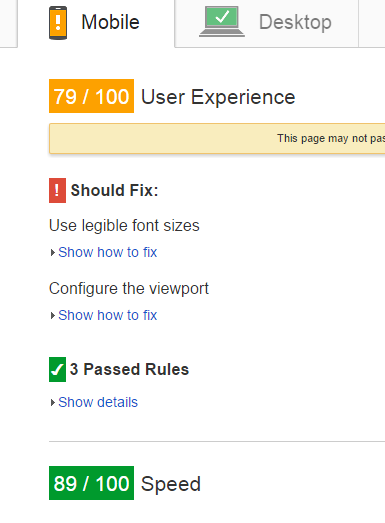 Mobile
Desktop
79 / 100 User Experience
This page may not pas
! Should Fix:
Use legible font sizes
Show how to fix
Configure the viewport
Show how to fix
3 Passed Rules
Show details
89 / 100 Speed